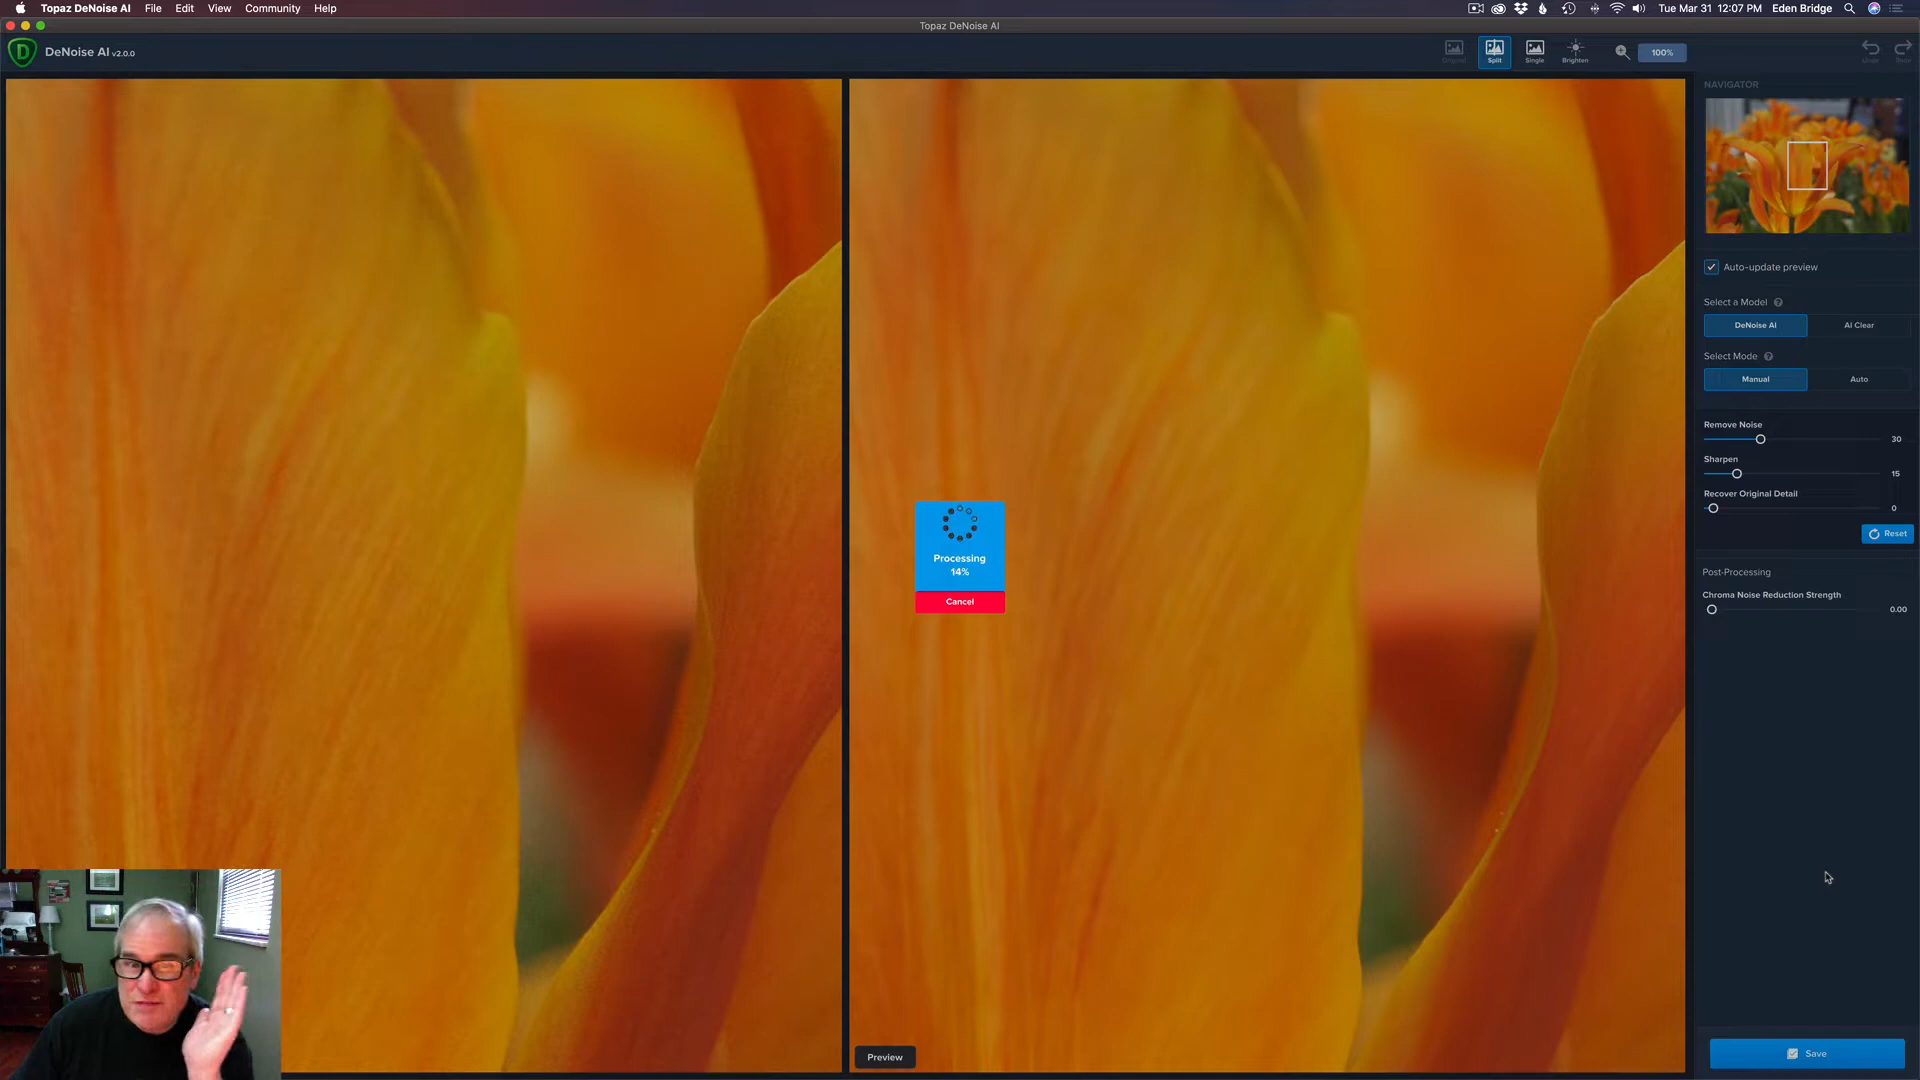 Topaz DeNoise AI File Edit View Community Help Tue Mar 31 12:07 PM Eden Bridge
Topaz DeNoise AI
DeNoise AI v2.0.0
Original Split Single Brighten 100% Undo Redo
NAVIGATOR
Auto-update preview
Select a Model
DeNoise AI AI Clear
Select Mode
Manual Auto
Remove Noise
30
Sharpen
15
Recover Original Detail
0
Reset
Processing
14%
Cancel
Post-Processing
Chroma Noise Reduction Strength
0.00
Preview
Save